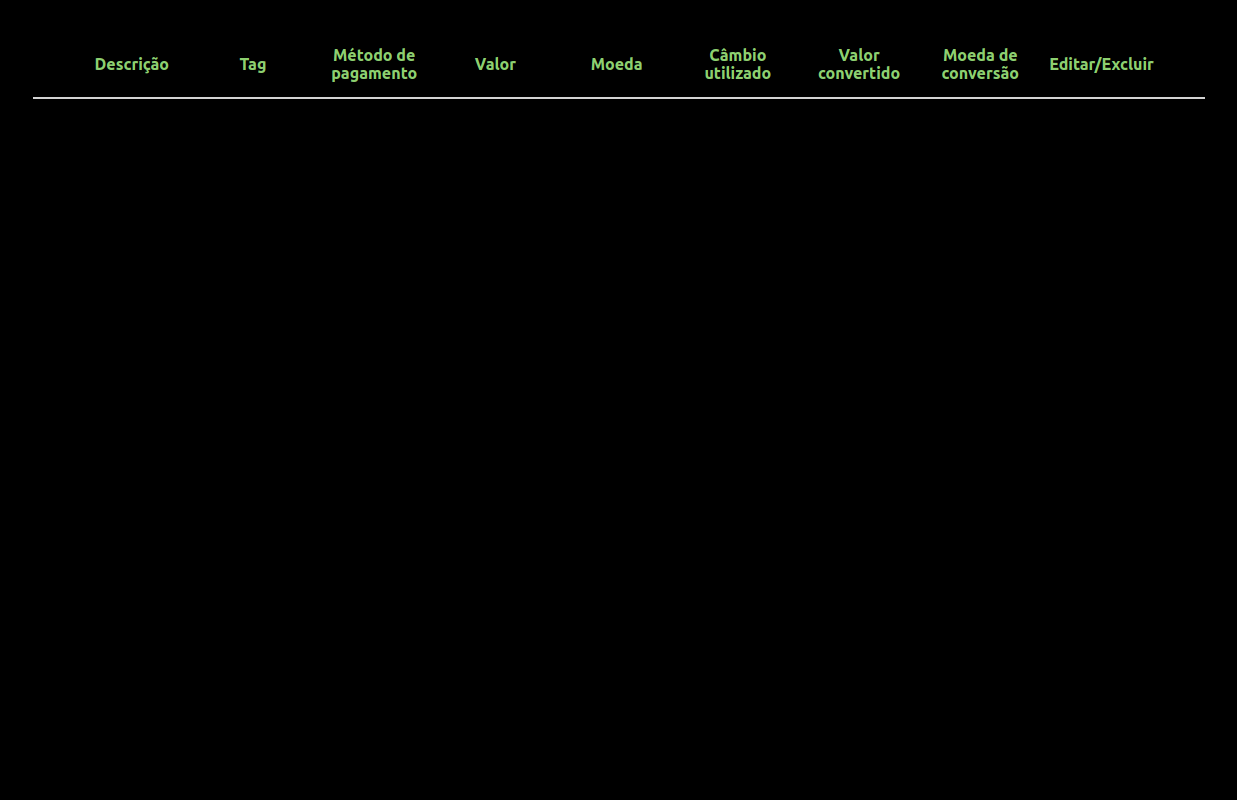 Descrição
Tag
Método de
pagamento
Valor
Moeda
Câmbio
utilizado
Valor
convertido
Moeda de
conversão
Editar/Excluir